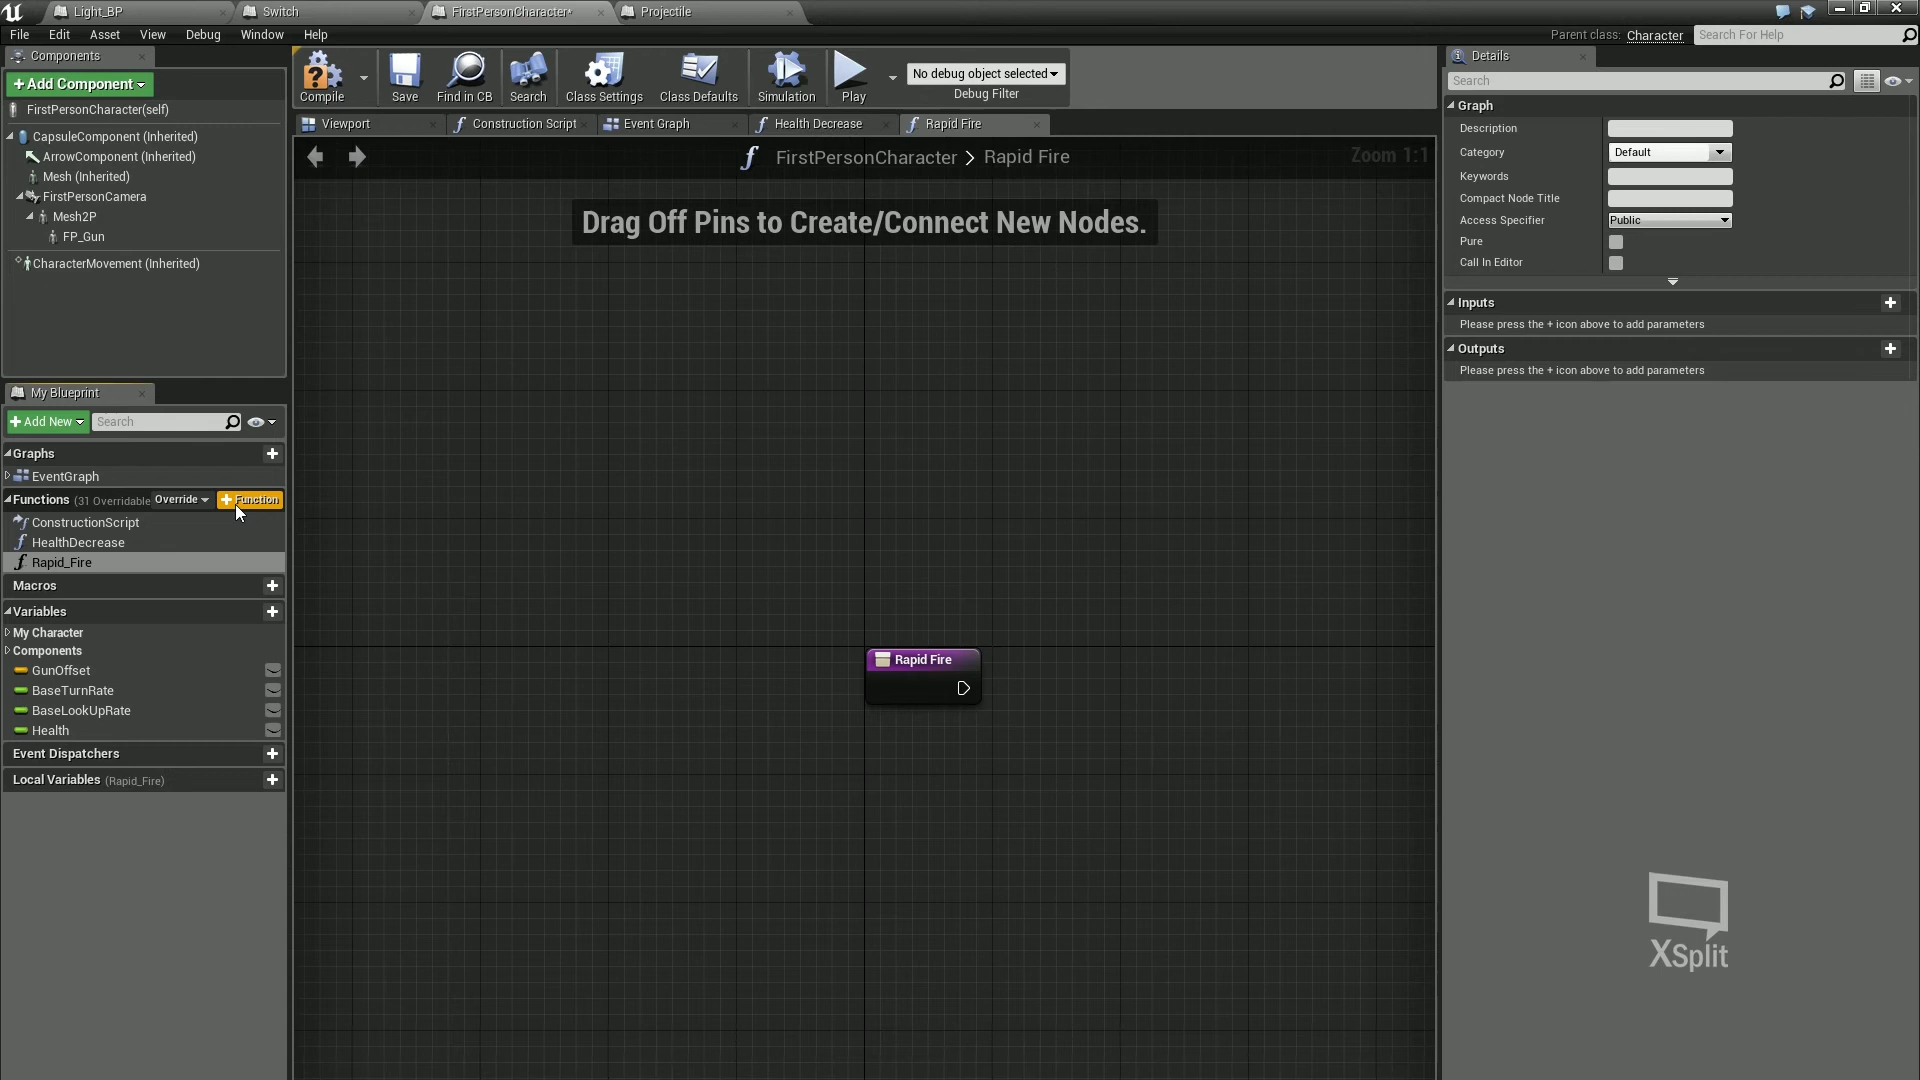 Light_BP
Switch
FirstPersonCharacter*
Projectile
File Edit Asset View Debug Window Help
Parent class: Character
Search For Help
Components
+Add Component
FirstPersonCharacter(self)
CapsuleComponent (Inherited)
ArrowComponent (Inherited)
Mesh (Inherited)
FirstPersonCamera
Mesh2P
FP_Gun
CharacterMovement (Inherited)
Compile
Save
Find in CB
Search
Class Settings
Class Defaults
Simulation
Play
No debug object selected
Debug Filter
Viewport
Construction Script
Event Graph
Health Decrease
Rapid Fire
FirstPersonCharacter > Rapid Fire
Zoom 1:1
Drag Off Pins to Create/Connect New Nodes.
Rapid Fire
My Blueprint
+Add New
Search
Graphs
EventGraph
Functions (31 Overridable
Override
+Function
ConstructionScript
HealthDecrease
Rapid_Fire
Macros
Variables
My Character
Components
GunOffset
BaseTurnRate
BaseLookUpRate
Health
Event Dispatchers
Local Variables (Rapid_Fire)
Details
Search
Graph
Description
Category Default
Keywords
Compact Node Title
Access Specifier Public
Pure
Call In Editor
Inputs
Please press the + icon above to add parameters
Outputs
Please press the + icon above to add parameters
XSplit